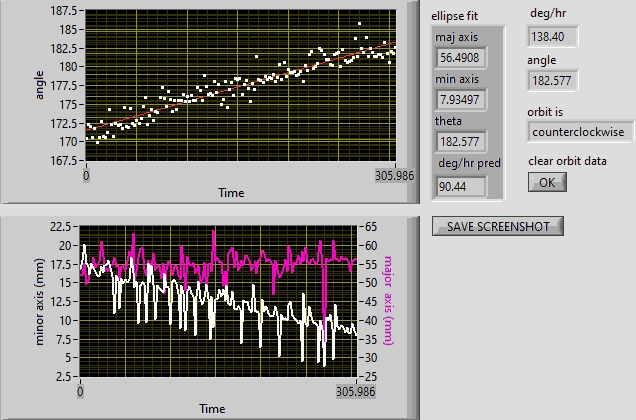 187.5
185
182.5
180
177.5
175
172.5
170
167.5
angle
0
305.986
Time
ellipse fit
maj axis
56.4908
min axis
7.93497
theta
182.577
deg/hr pred
90.44
deg/hr
138.40
angle
182.577
orbit is
counterclockwise
clear orbit data
OK
SAVE SCREENSHOT
22.5
20
17.5
15
12.5
10
7.5
5
2.5
minor axis (mm)
65
60
55
50
45
40
35
30
25
major axis (mm)
0
305.986
Time